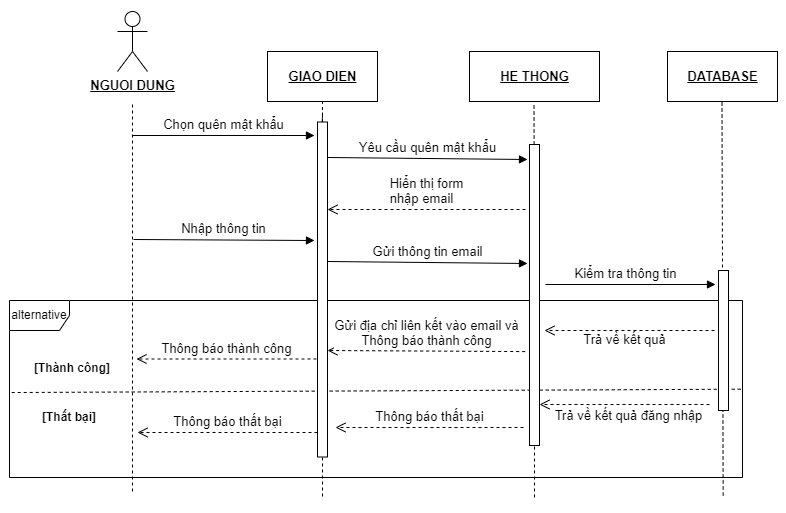 NGUOI DUNG
GIAO DIEN
HE THONG
DATABASE
Chọn quên mật khẩu
Yêu cầu quên mật khẩu
Hiển thị form
nhập email
Nhập thông tin
Gửi thông tin email
Kiểm tra thông tin
alternative
Gửi địa chỉ liên kết vào email và
Thông báo thành công
Trả về kết quả
Thông báo thành công
[Thành công]
[Thất bại]
Trả về kết quả đăng nhập
Thông báo thất bại
Thông báo thất bại